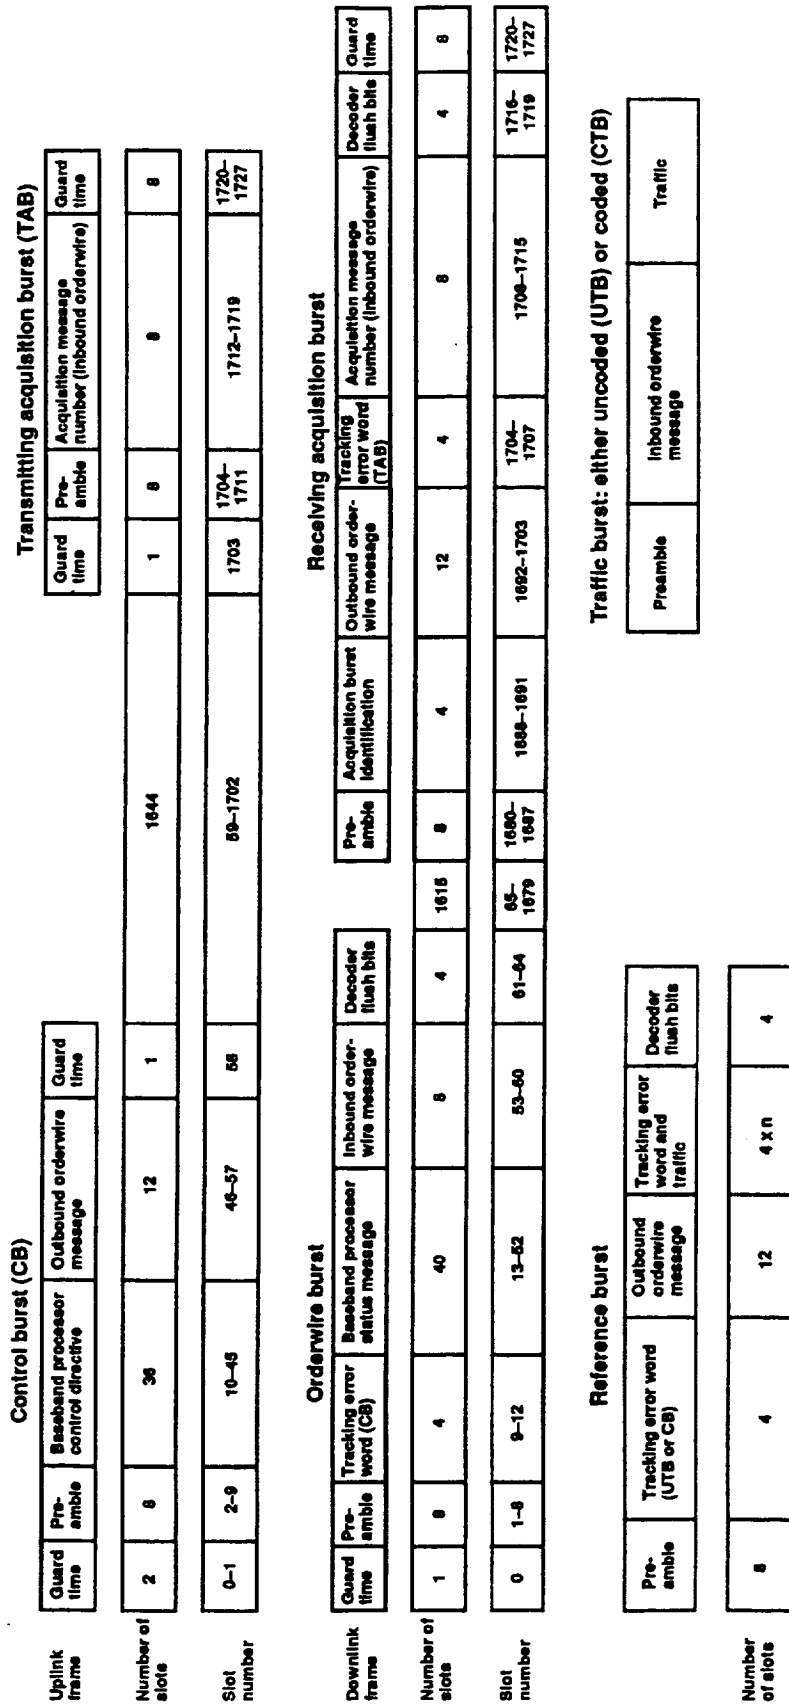 Control burst (CB)
Transmitting acquisition burst (TAB)
Uplink
frame
Guard
time
Pre-
amble
Baseband processor
control directive
Outbound orderwire
message
Guard
time
Guard
time
Pre-
amble
Acquisition message
number (Inbound orderwire)
Guard
time
Number of
slots
2 8 36 12 1 1644 1 8 8 8
Slot
number
0–1 2–9 10–45 46–57 58 59–1702 1703 1704–
1711 1712–1719 1720–
1727
Orderwire burst
Receiving acquisition burst
Downlink
frame
Guard
time
Pre-
amble
Tracking error
word (CB)
Baseband processor
status message
Inbound order-
wire message
Decoder
flush bits
Pre-
amble
Acquisition burst
identification
Outbound order-
wire message
Tracking
error word
(TAB)
Acquisition message
number (Inbound orderwire)
Decoder
flush bits
Guard
time
Number of
slots
1 8 4 40 8 4 1615 8 4 12 4 8 4 8
Slot
number
0 1–8 9–12 13–52 53–60 61–64 65–
1679 1680–
1687 1688–1691 1692–1703 1704–
1707 1708–1715 1716–
1719 1720–
1727
Reference burst
Traffic burst: either uncoded (UTB) or coded (CTB)
Pre-
amble
Tracking error word
(UTB or CB)
Outbound
orderwire
message
Tracking error
word and
traffic
Decoder
flush bits
Preamble
Inbound orderwire
message
Traffic
Number
of slots
8 4 12 4 x n 4